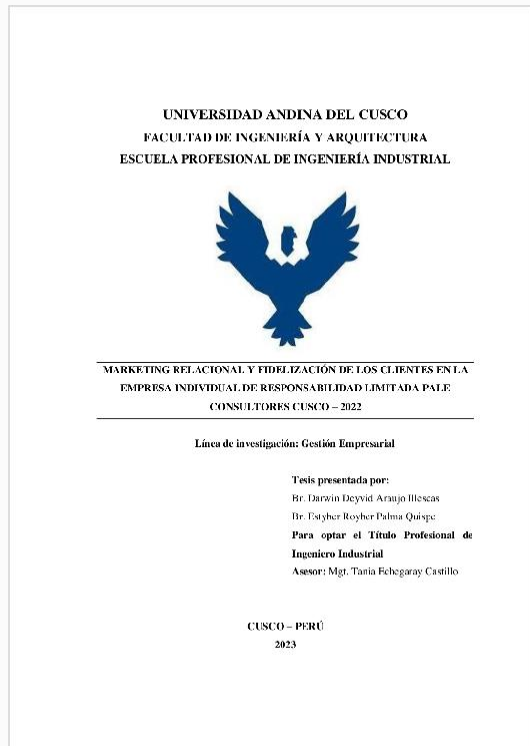 UNIVERSIDAD ANDINA DEL CUSCO
FACULTAD DE INGENIERÍA Y ARQUITECTURA
ESCUELA PROFESIONAL DE INGENIERÍA INDUSTRIAL
MARKETING RELACIONAL Y FIDELIZACIÓN DE LOS CLIENTES EN LA
EMPRESA INDIVIDUAL DE RESPONSABILIDAD LIMITADA PALE
CONSULTORES CUSCO – 2022
Línea de investigación: Gestión Empresarial
Tesis presentada por:
Br. Darwin Deyvid Araujo Illescas
Br. Estyher Royher Palma Quispe
Para optar el Título Profesional de
Ingeniero Industrial
Asesor: Mgt. Tania Echegaray Castillo
CUSCO – PERÚ
2023